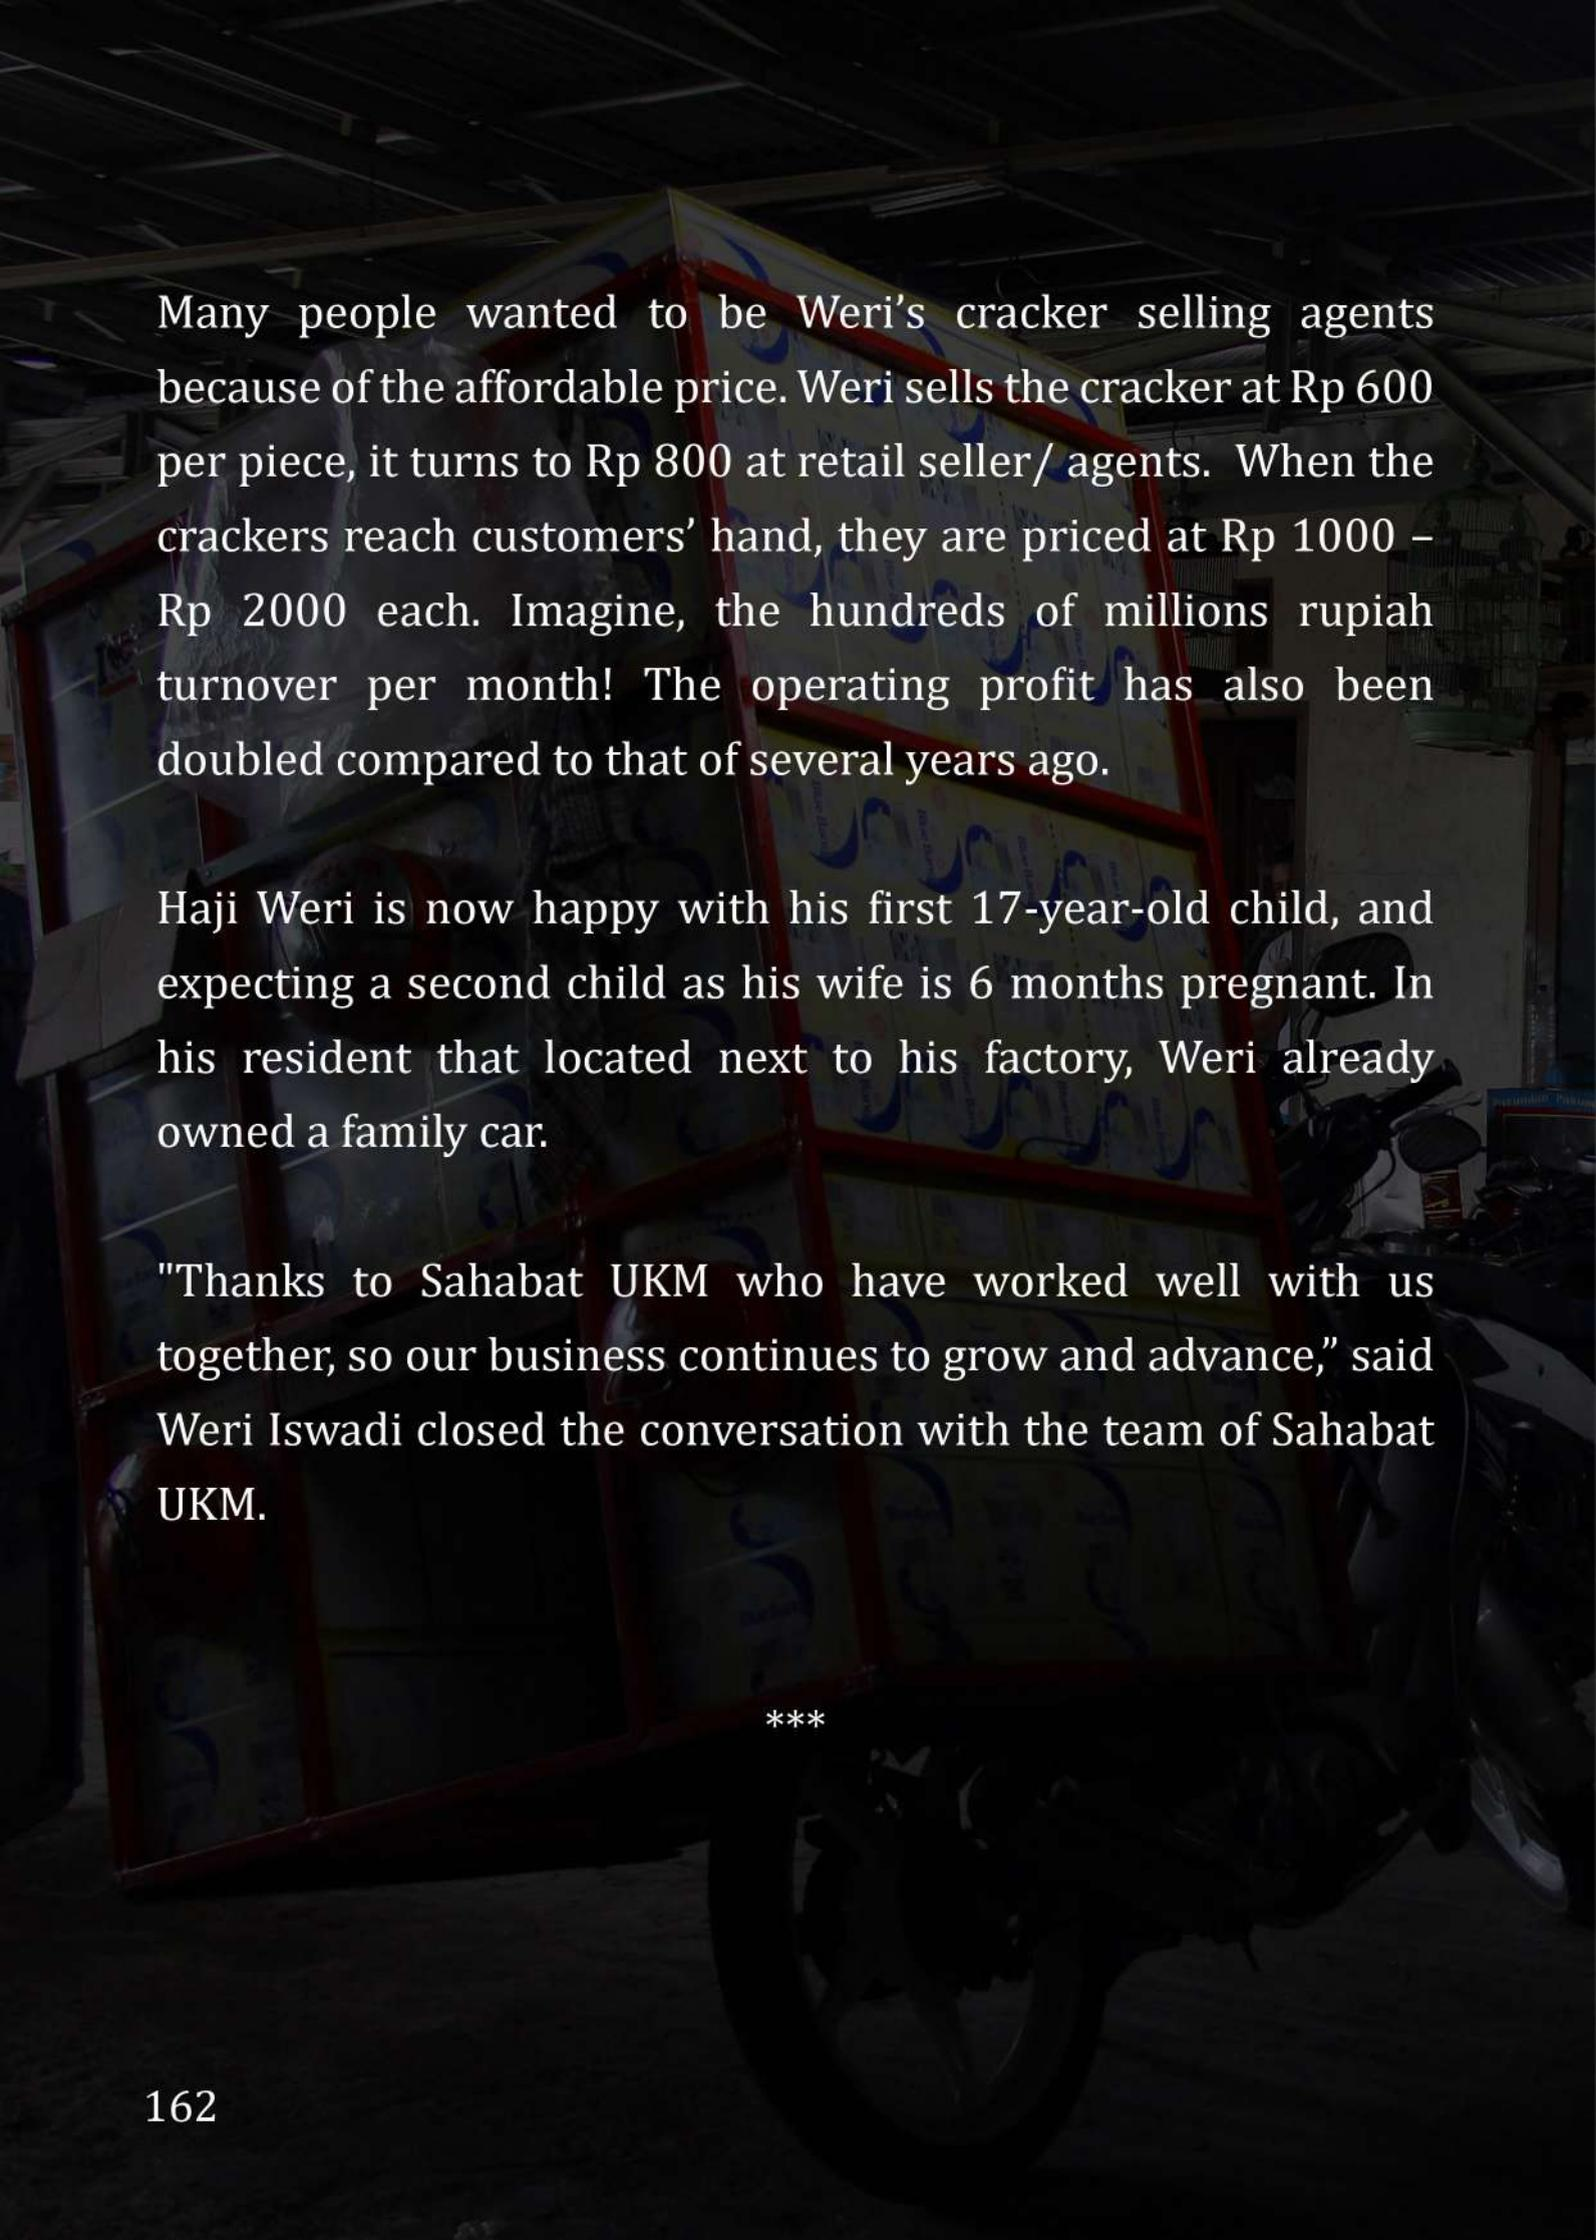 Many people wanted to be Weri’s cracker selling agents
because of the affordable price. Weri sells the cracker at Rp 600
per piece, it turns to Rp 800 at retail seller/ agents.  When the
crackers reach customers’ hand, they are priced at Rp 1000 –
Rp 2000 each. Imagine, the hundreds of millions rupiah
turnover per month! The operating profit has also been
doubled compared to that of several years ago.
Haji Weri is now happy with his first 17-year-old child, and
expecting a second child as his wife is 6 months pregnant. In
his resident that located next to his factory, Weri already
owned a family car.
"Thanks to Sahabat UKM who have worked well with us
together, so our business continues to grow and advance,” said
Weri Iswadi closed the conversation with the team of Sahabat
UKM.
***
162